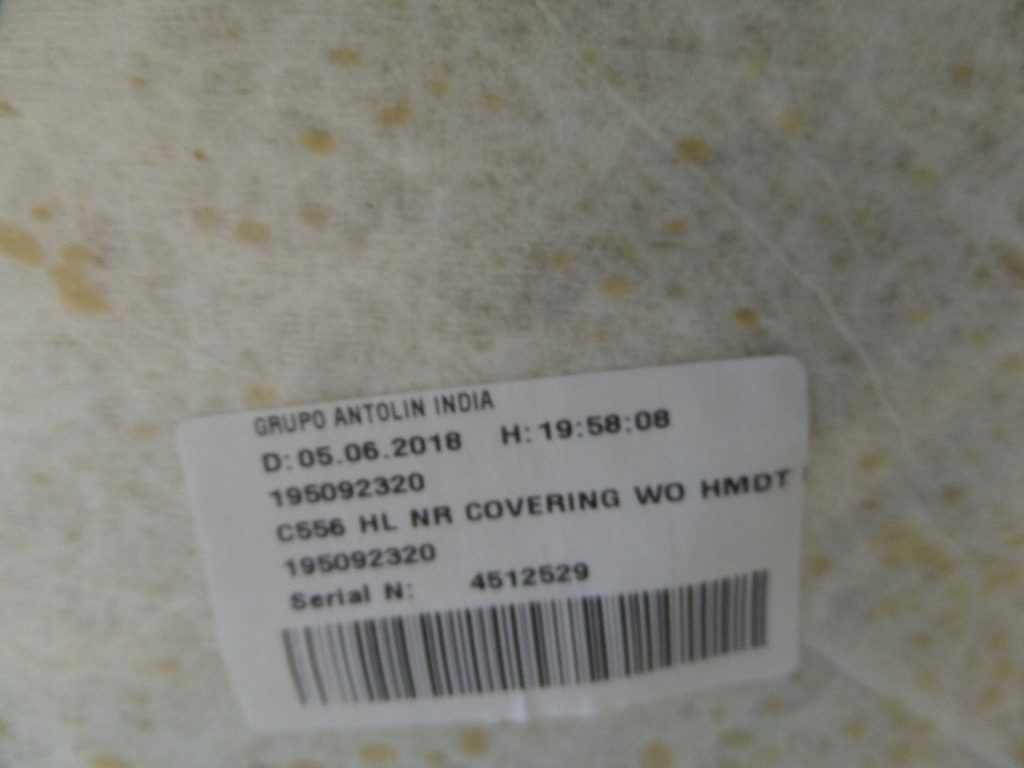 GRUPO ANTOLIN INDIA
D: 05.06.2018 H: 19:58:08
195092320
C556 HL NR COVERING WO HMDT
195092320
Serial N: 4512529